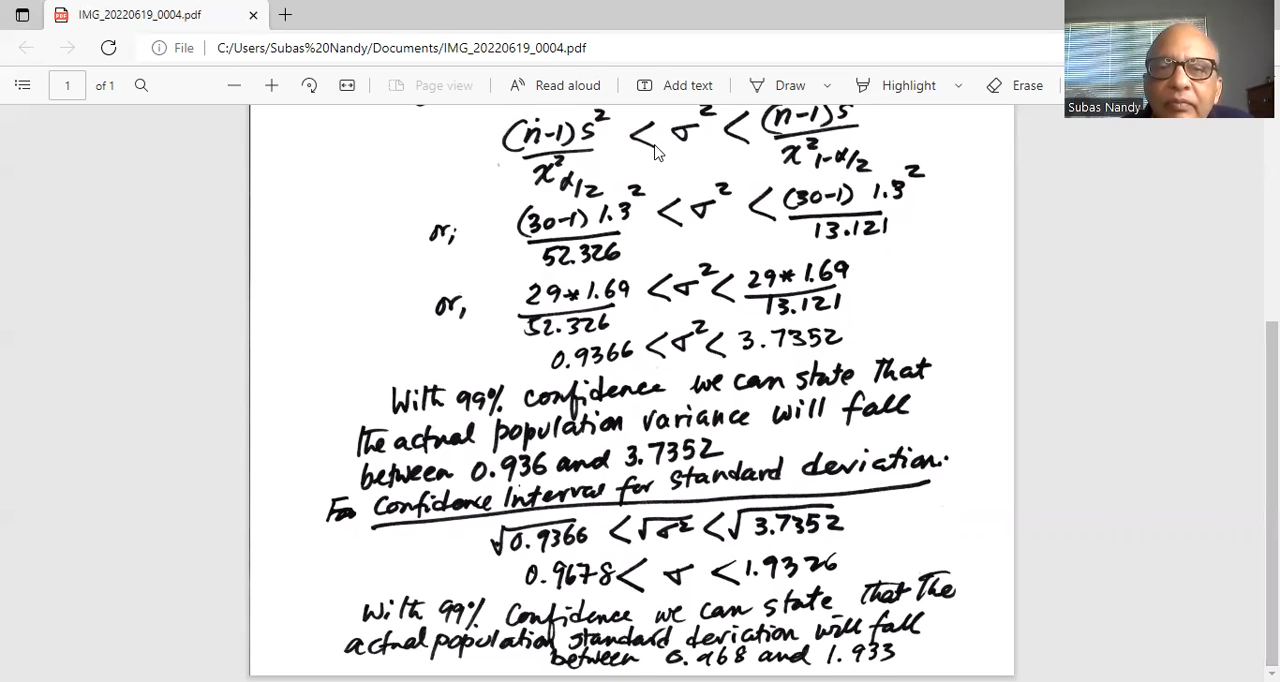 IMG_20220619_0004.pdf
File C:/Users/Subas%20Nandy/Documents/IMG_20220619_0004.pdf
1 of 1 Page view Read aloud Add text Draw Highlight Erase
Subas Nandy
(n-1)s² / x²α/2 < σ² < (n-1)s / x²1-α/2
or; (30-1) 1.3² / 52.326 < σ² < (30-1) 1.3² / 13.121
or, 29*1.69 / 52.326 < σ² < 29*1.69 / 13.121
0.9366 < σ² < 3.7352
With 99% confidence we can state that
the actual population variance will fall
between 0.936 and 3.7352
For Confidence Interval for standard deviation.
√0.9366 < √σ² < √3.7352
0.9678 < σ < 1.9326
With 99% Confidence we can state that The
actual population standard deviation will fall
between 0.968 and 1.933